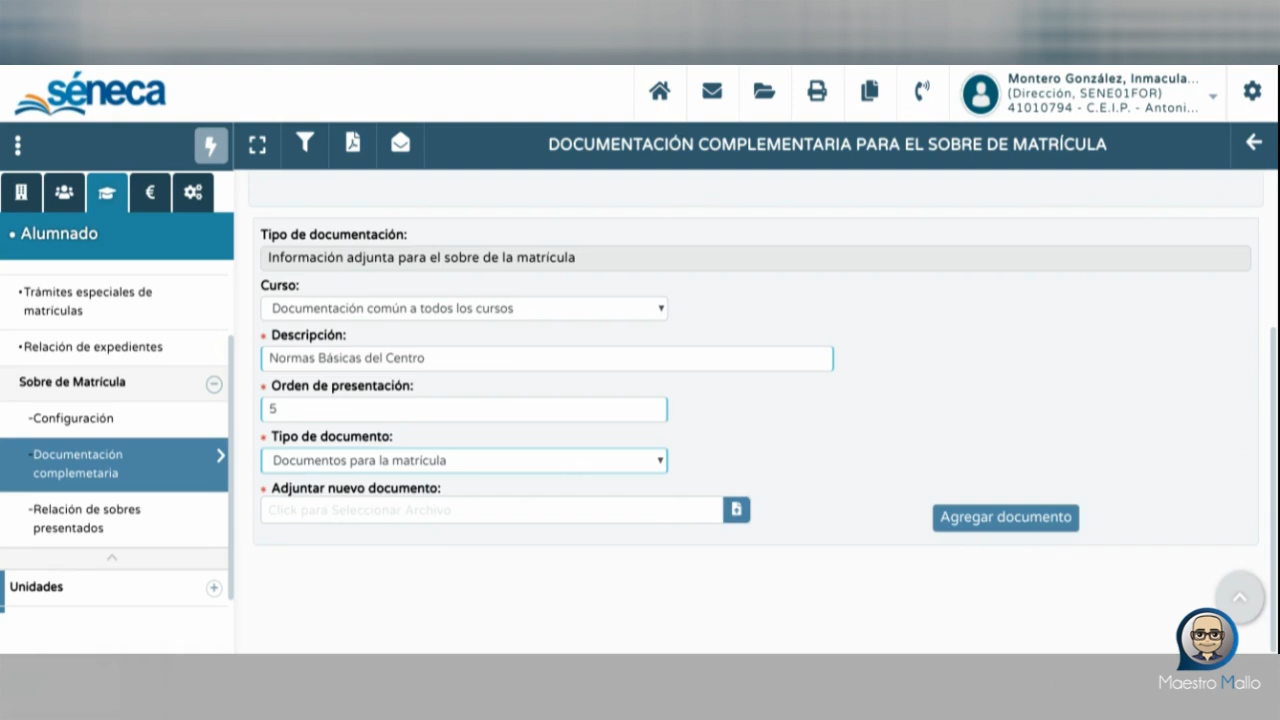 séneca
Montero González, Inmacula...
(Dirección, SENE01FOR)
41010794 - C.E.I.P. - Antoni...
DOCUMENTACIÓN COMPLEMENTARIA PARA EL SOBRE DE MATRÍCULA
€
• Alumnado
•Trámites especiales de
matrículas
•Relación de expedientes
Sobre de Matrícula
-Configuración
-Documentación
complemetaria
-Relación de sobres
presentados
Unidades
Tipo de documentación:
Información adjunta para el sobre de la matrícula
Curso:
Documentación común a todos los cursos
* Descripción:
Normas Básicas del Centro
* Orden de presentación:
5
* Tipo de documento:
Documentos para la matrícula
* Adjuntar nuevo documento:
Click para Seleccionar Archivo
Agregar documento
Maestro Mallo